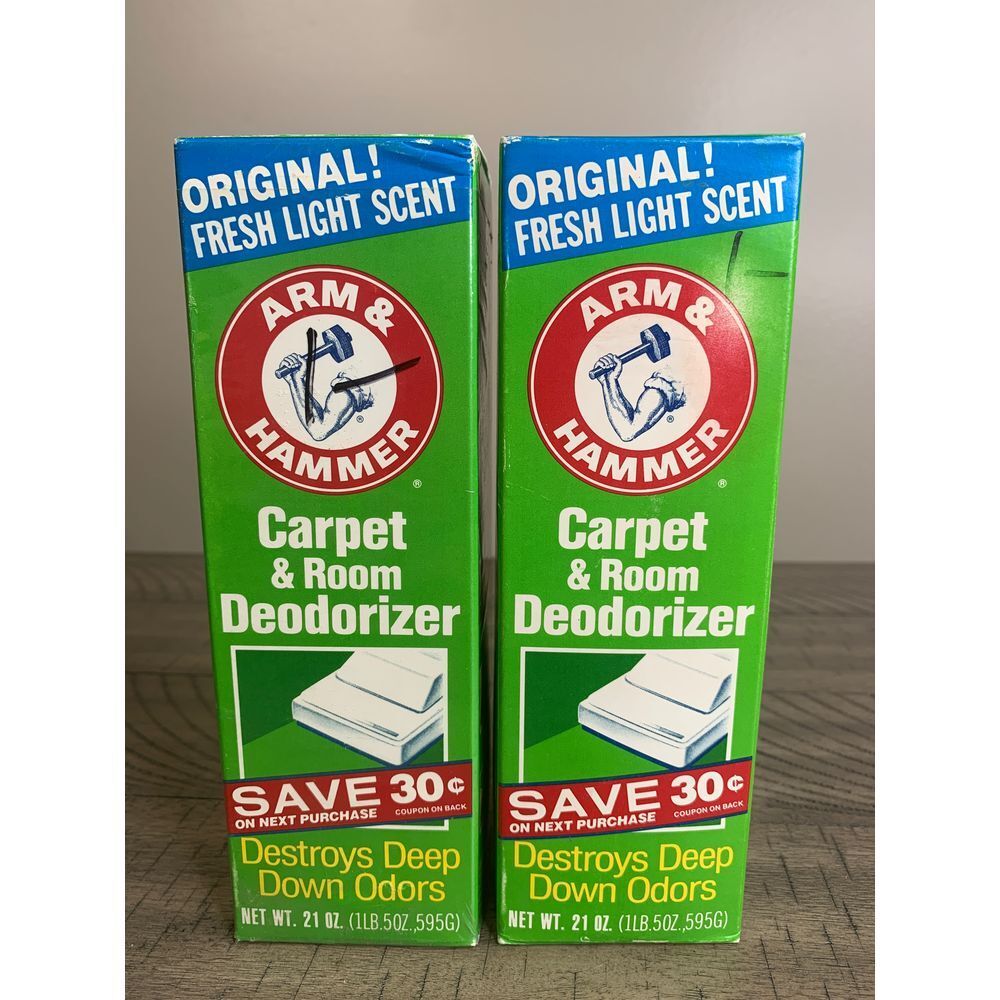 ORIGINAL!
FRESH LIGHT SCENT
ARM &
HAMMER
®
®
Carpet
& Room
Deodorizer
SAVE 30¢
ON NEXT PURCHASE COUPON ON BACK
Destroys Deep
Down Odors
NET WT. 21 OZ. (1LB.5OZ.,595G)
ORIGINAL!
FRESH LIGHT SCENT
ARM &
HAMMER
®
®
Carpet
& Room
Deodorizer
SAVE 30¢
ON NEXT PURCHASE COUPON ON BACK
Destroys Deep
Down Odors
NET WT. 21 OZ. (1LB.5OZ.,595G)